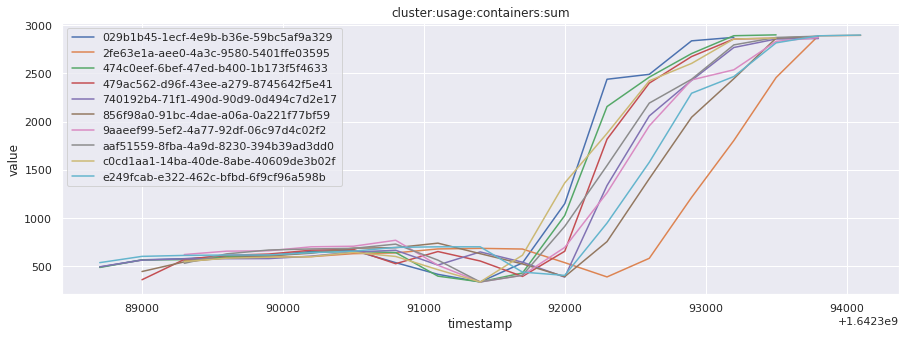 cluster:usage:containers:sum
3000
2500
2000
1500
1000
500
value
029b1b45-1ecf-4e9b-b36e-59bc5af9a329
2fe63e1a-aee0-4a3c-9580-5401ffe03595
474c0eef-6bef-47ed-b400-1b173f5f4633
479ac562-d96f-43ee-a279-8745642f5e41
740192b4-71f1-490d-90d9-0d494c7d2e17
856f98a0-91bc-4dae-a06a-0a221f77bf59
9aaeef99-5ef2-4a77-92df-06c97d4c02f2
aaf51559-8fba-4a9d-8230-394b39ad3dd0
c0cd1aa1-14ba-40de-8abe-40609de3b02f
e249fcab-e322-462c-bfbd-6f9cf96a598b
89000 90000 91000 92000 93000 94000
timestamp
+1.6423e9